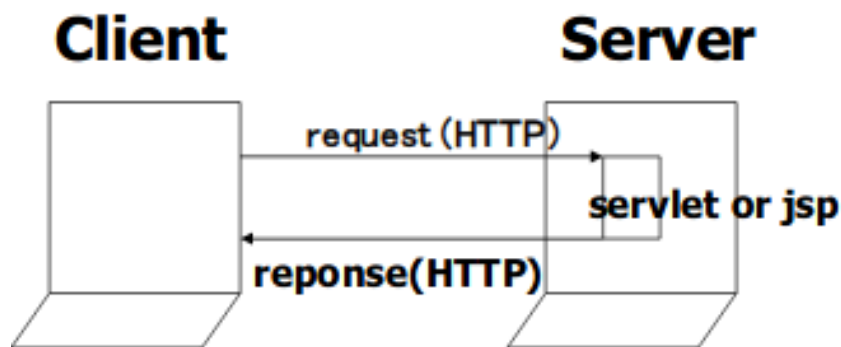 Client
Server
request(HTTP)
servlet or jsp
reponse(HTTP)